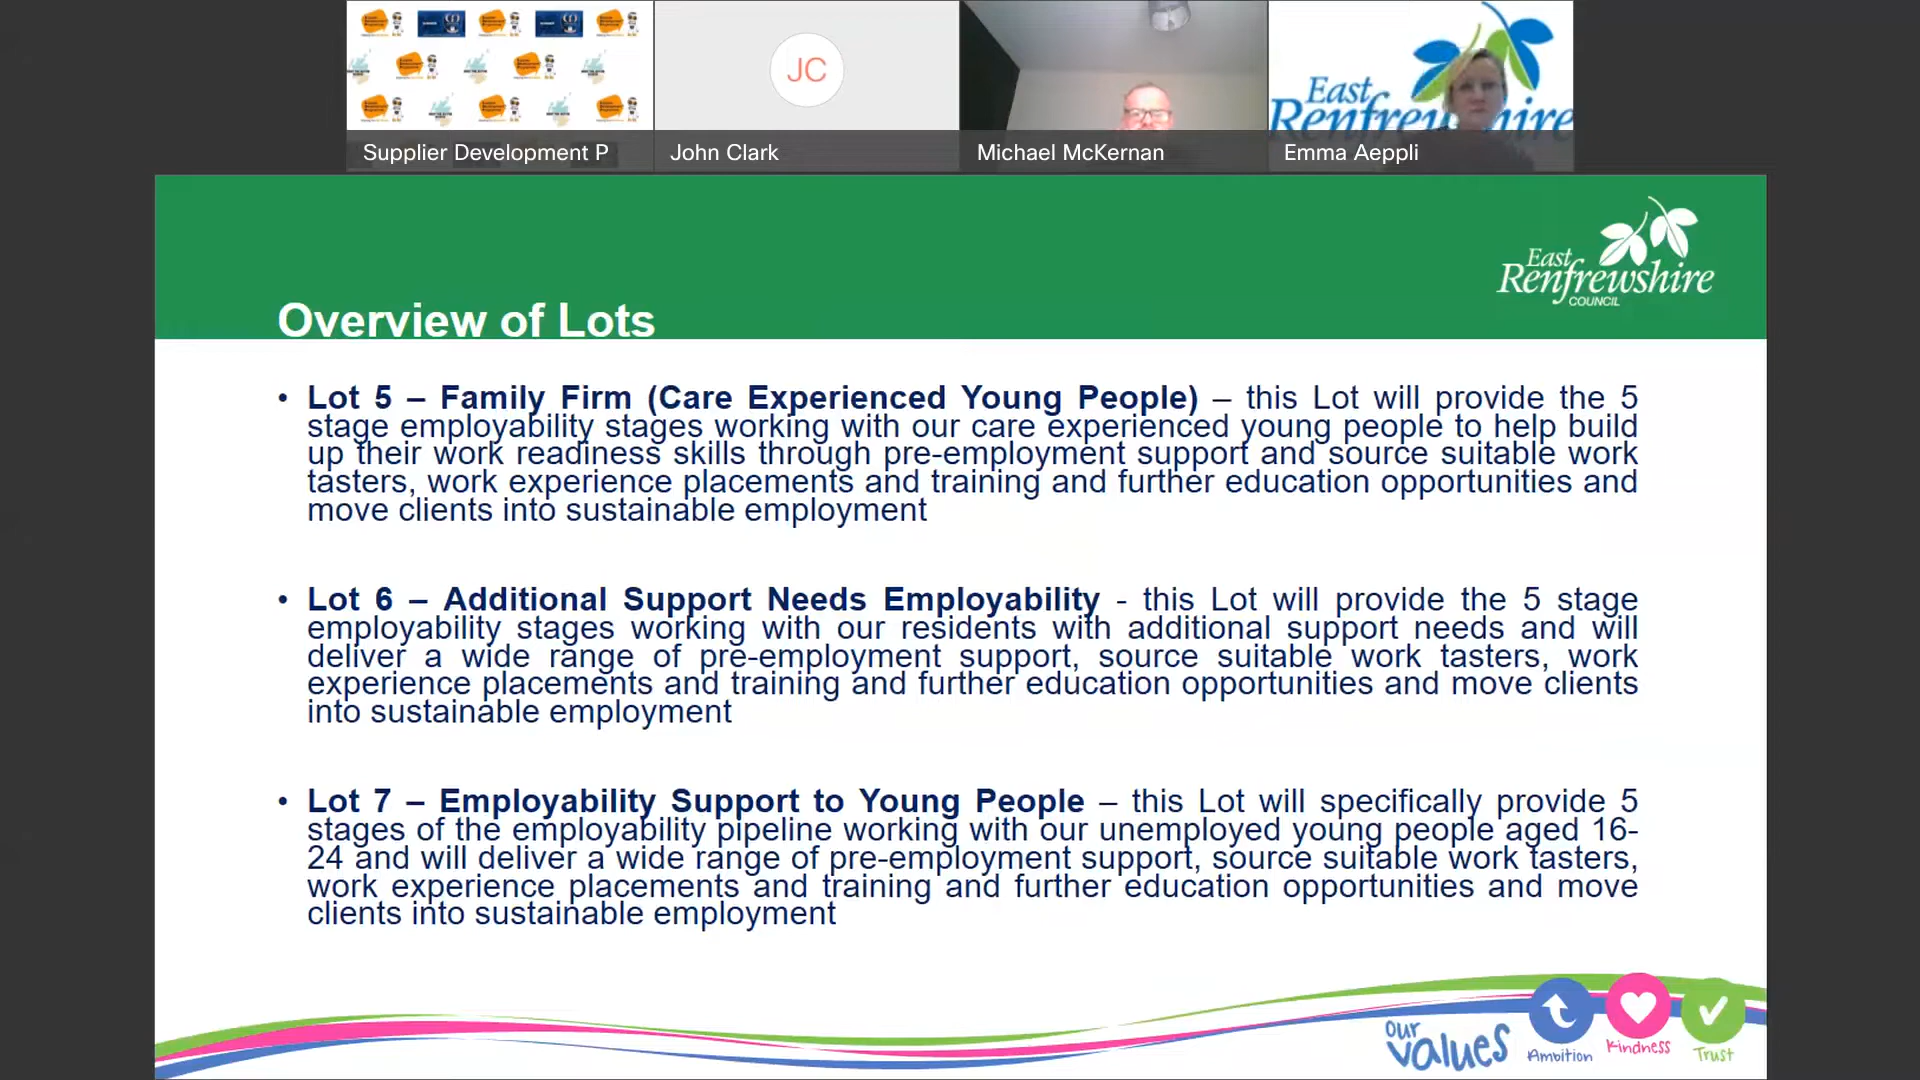 Supplier Development P
JC
John Clark
Michael McKernan
East
Renfrewshire
Emma Aeppli
East
Renfrewshire
COUNCIL
Overview of Lots
• Lot 5 – Family Firm (Care Experienced Young People) – this Lot will provide the 5
stage employability stages working with our care experienced young people to help build
up their work readiness skills through pre-employment support and source suitable work
tasters, work experience placements and training and further education opportunities and
move clients into sustainable employment
• Lot 6 – Additional Support Needs Employability - this Lot will provide the 5 stage
employability stages working with our residents with additional support needs and will
deliver a wide range of pre-employment support, source suitable work tasters, work
experience placements and training and further education opportunities and move clients
into sustainable employment
• Lot 7 – Employability Support to Young People – this Lot will specifically provide 5
stages of the employability pipeline working with our unemployed young people aged 16-
24 and will deliver a wide range of pre-employment support, source suitable work tasters,
work experience placements and training and further education opportunities and move
clients into sustainable employment
our
values
Ambition
Kindness
Trust